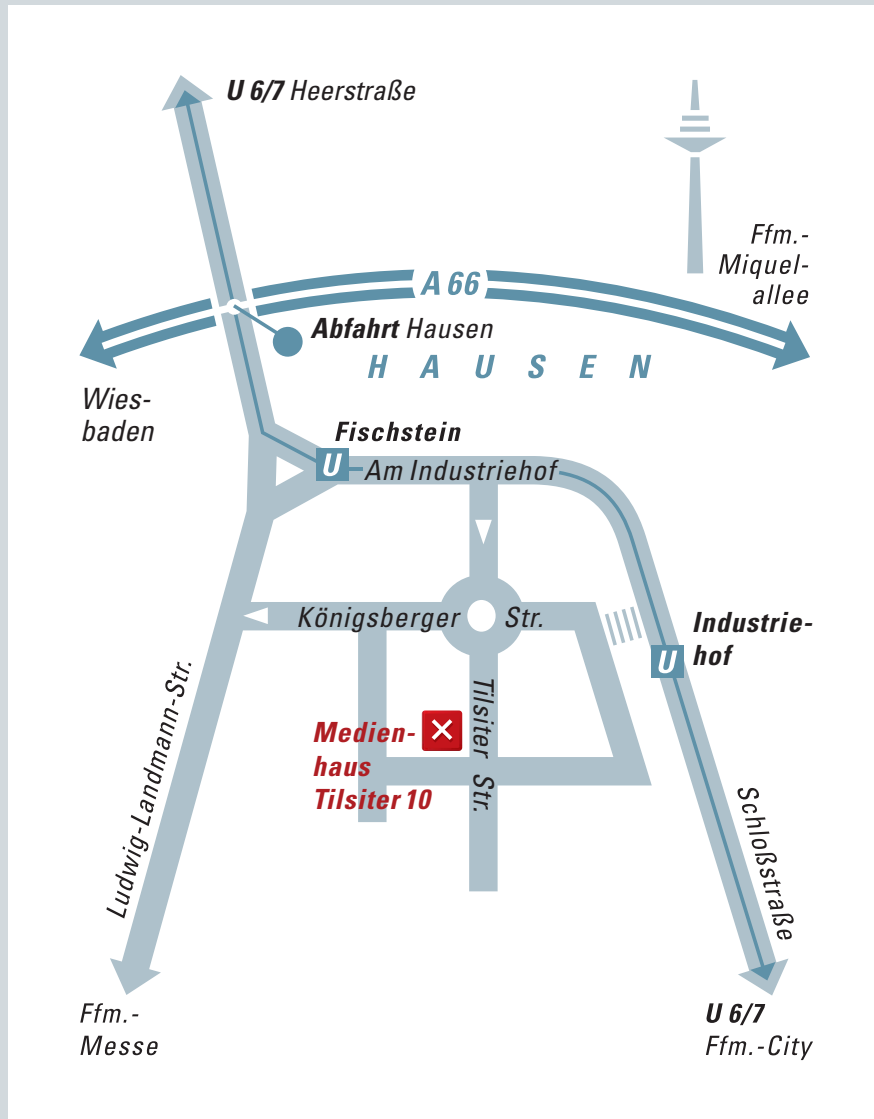 U 6/7 Heerstraße
Ffm.-
Miquel-
allee
A 66
Abfahrt Hausen
HAUSEN
Wies-
baden
Fischstein
U
Am Industriehof
Königsberger Str.
Industrie-
hof
U
Ludwig-Landmann-Str.
Tilsiter Str.
Medien-
haus
Tilsiter 10
Schloßstraße
Ffm.-
Messe
U 6/7
Ffm.-City